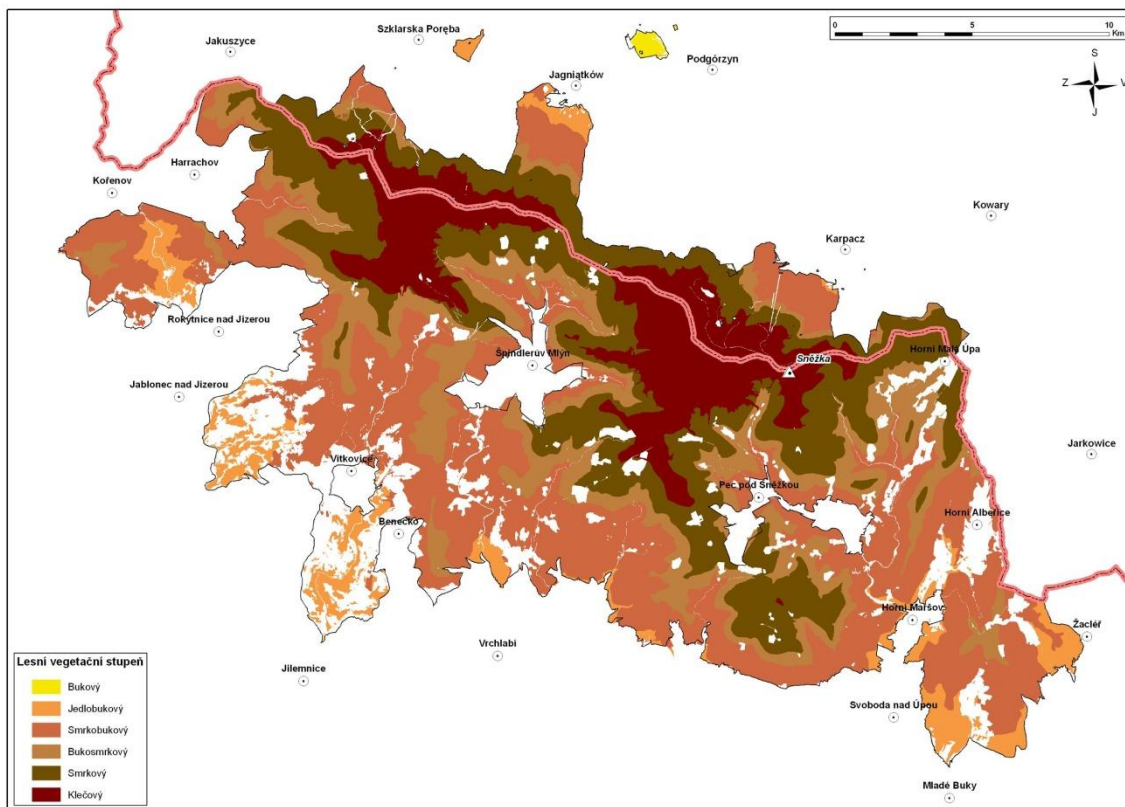 0 5 10
Km
S
Z V
J
Szklarska Poręba
Jakuszyce
Podgórzyn
Jagniątków
Harrachov
Kořenov
Kowary
Karpacz
Rokytnice nad Jizerou
Špindlerův Mlýn
Sněžka
Horní Malá Úpa
Jablonec nad Jizerou
Jarkowice
Vítkovice
Pec pod Sněžkou
Benecko
Horní Albeřice
Horní Maršov
Žacléř
Vrchlabí
Jilemnice
Svoboda nad Úpou
Mladé Buky
Lesní vegetační stupeň
Bukový
Jedlobukový
Smrkobukový
Bukosmrkový
Smrkový
Klečový